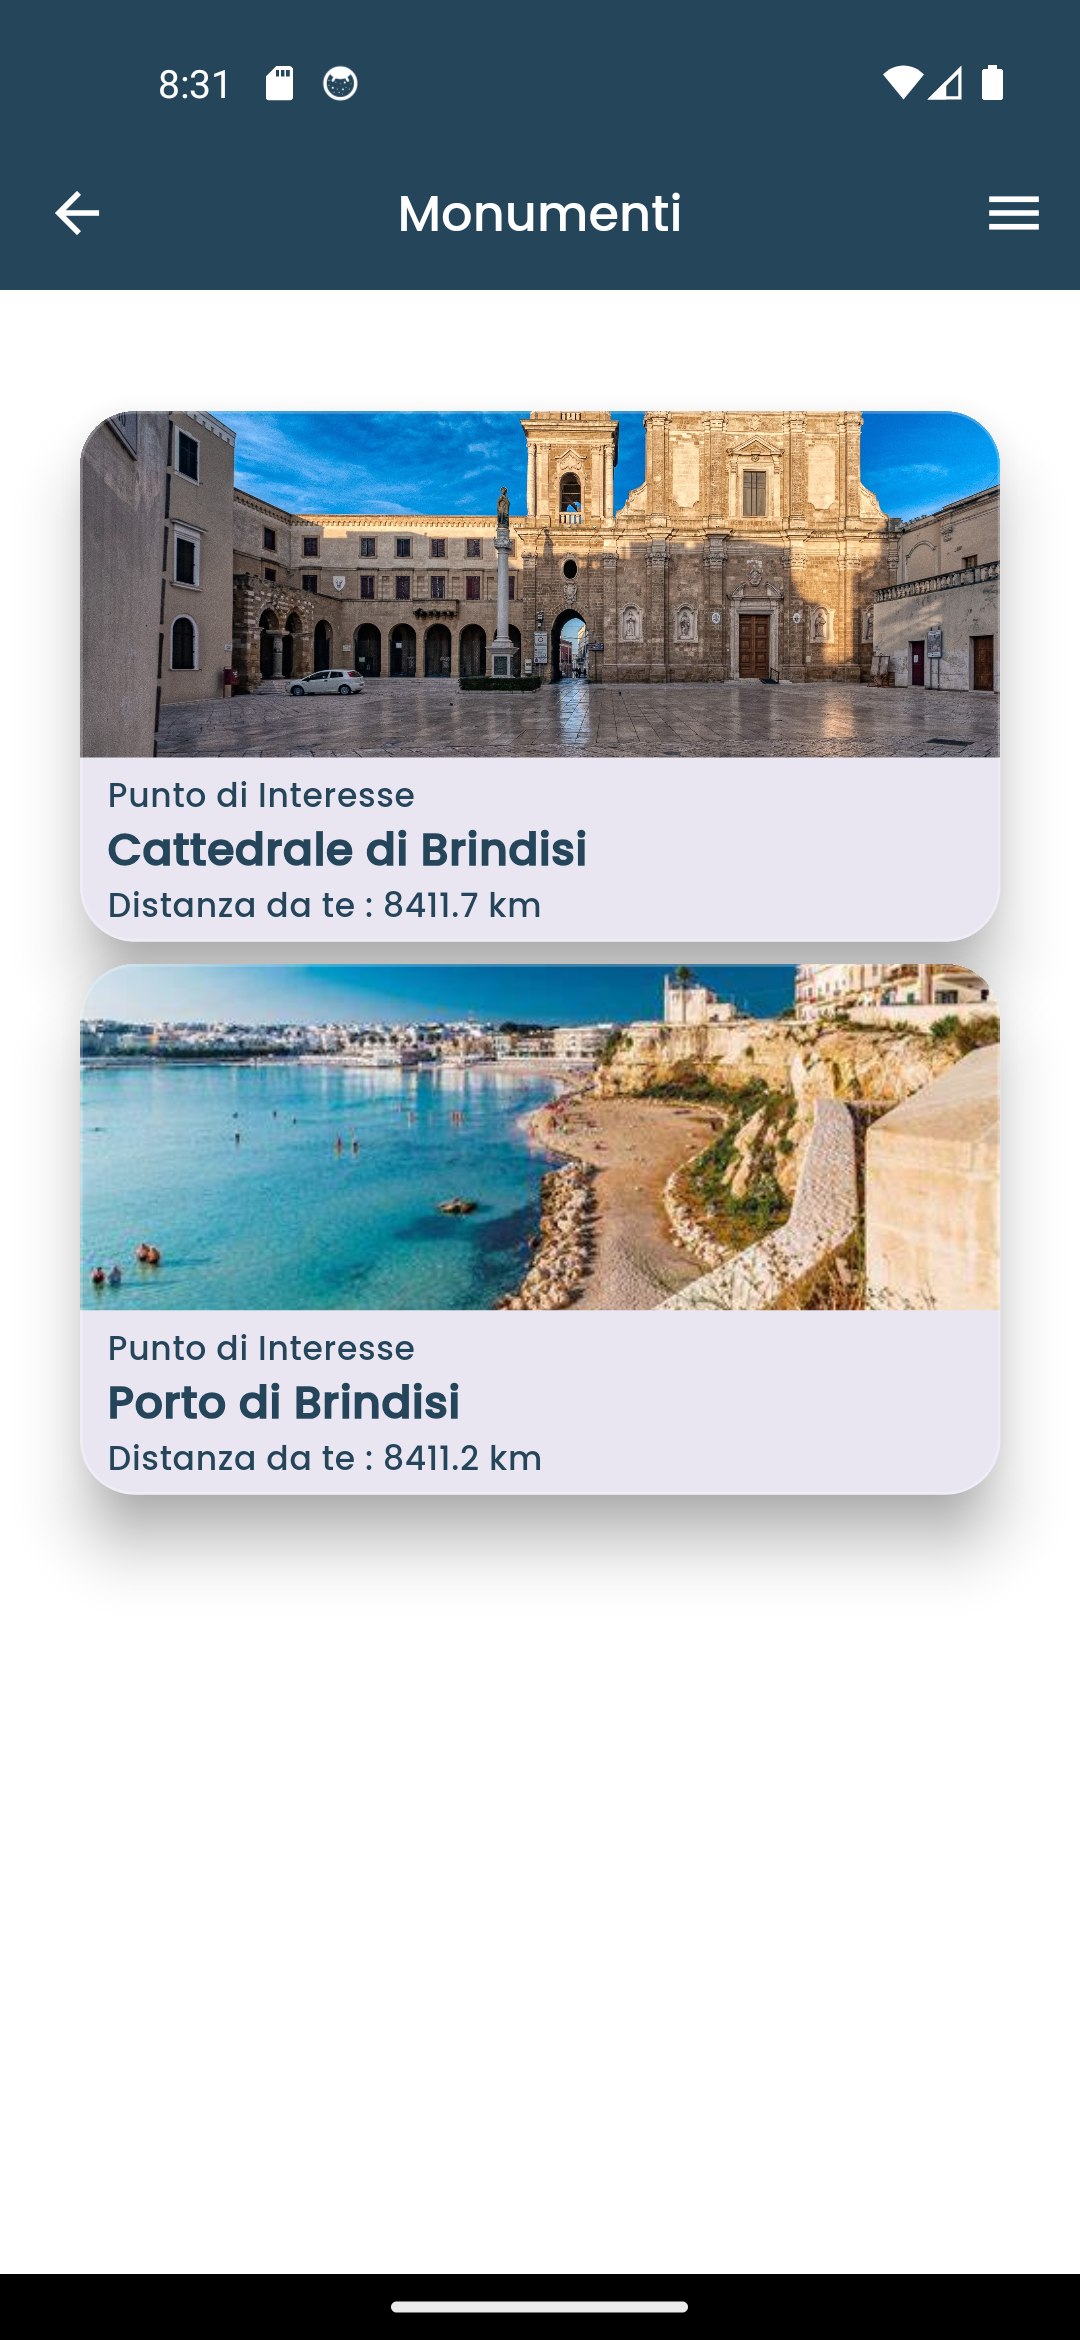 8:31
Monumenti
Punto di Interesse
Cattedrale di Brindisi
Distanza da te : 8411.7 km
Punto di Interesse
Porto di Brindisi
Distanza da te : 8411.2 km